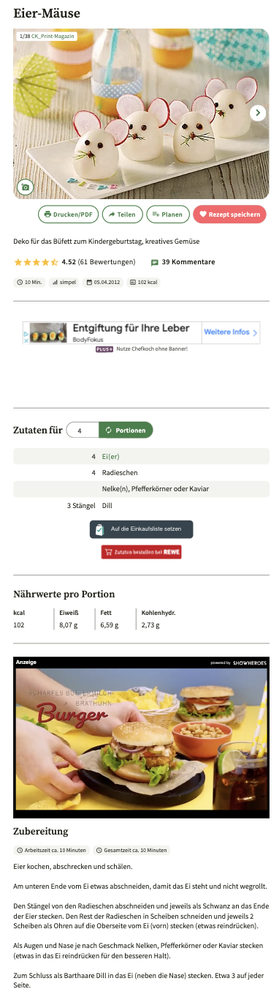 Eier-Mäuse
1/38 CK_Print-Magazin
Drucken/PDF
Teilen
Planen
Rezept speichern
Deko für das Büfett zum Kindergeburtstag, kreatives Gemüse
4.52 (61 Bewertungen)
39 Kommentare
10 Min.
simpel
05.04.2012
102 kcal
Entgiftung für Ihre Leber
BodyFokus
Weitere Infos
PLUS+ Nutze Chefkoch ohne Banner!
Zutaten für
4
Portionen
4 Ei(er)
4 Radieschen
Nelke(n), Pfefferkörner oder Kaviar
3 Stängel Dill
Auf die Einkaufsliste setzen
Zutaten bestellen bei REWE
Nährwerte pro Portion
kcal Eiweiß Fett Kohlenhydr.
102 8,07 g 6,59 g 2,73 g
Anzeige
powered by SHOWHEROES
SCHARFES BUTTERMILCH-
BRATHUHN-
Burger
Zubereitung
Arbeitszeit ca. 10 Minuten
Gesamtzeit ca. 10 Minuten
Eier kochen, abschrecken und schälen.
Am unteren Ende vom Ei etwas abschneiden, damit das Ei steht und nicht wegrollt.
Den Stängel von den Radieschen abschneiden und jeweils als Schwanz an das Ende
der Eier stecken. Den Rest der Radieschen in Scheiben schneiden und jeweils 2
Scheiben als Ohren auf die Oberseite vom Ei (vorn) stecken (etwas reindrücken).
Als Augen und Nase je nach Geschmack Nelken, Pfefferkörner oder Kaviar stecken
(etwas in das Ei reindrücken für den besseren Halt).
Zum Schluss als Barthaare Dill in das Ei (neben die Nase) stecken. Etwa 3 auf jeder
Seite.